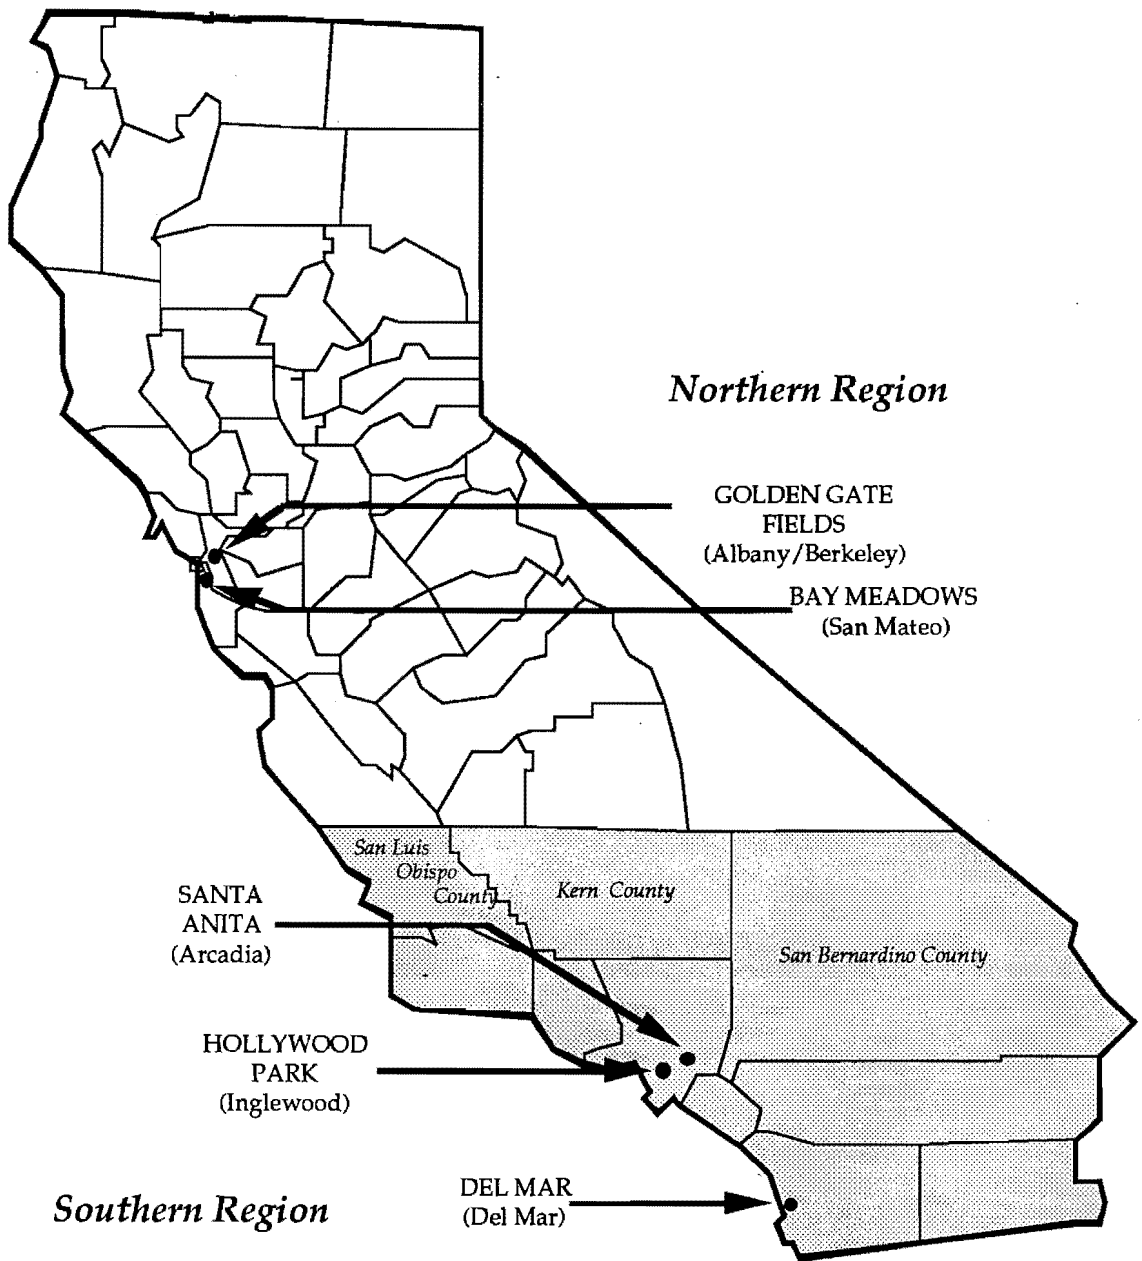 Northern Region
GOLDEN GATE
FIELDS
(Albany/Berkeley)
BAY MEADOWS
(San Mateo)
San Luis
Obispo
County
Kern County
San Bernardino County
SANTA
ANITA
(Arcadia)
HOLLYWOOD
PARK
(Inglewood)
DEL MAR
(Del Mar)
Southern Region